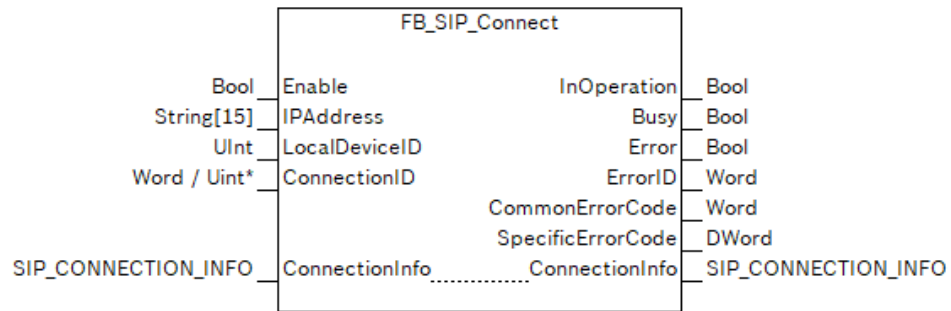 FB_SIP_Connect
Bool Enable InOperation Bool
String[15] IPAddress Busy Bool
UInt LocalDeviceID Error Bool
Word / Uint* ConnectionID ErrorID Word
CommonErrorCode Word
SpecificErrorCode DWord
SIP_CONNECTION_INFO ConnectionInfo ConnectionInfo SIP_CONNECTION_INFO